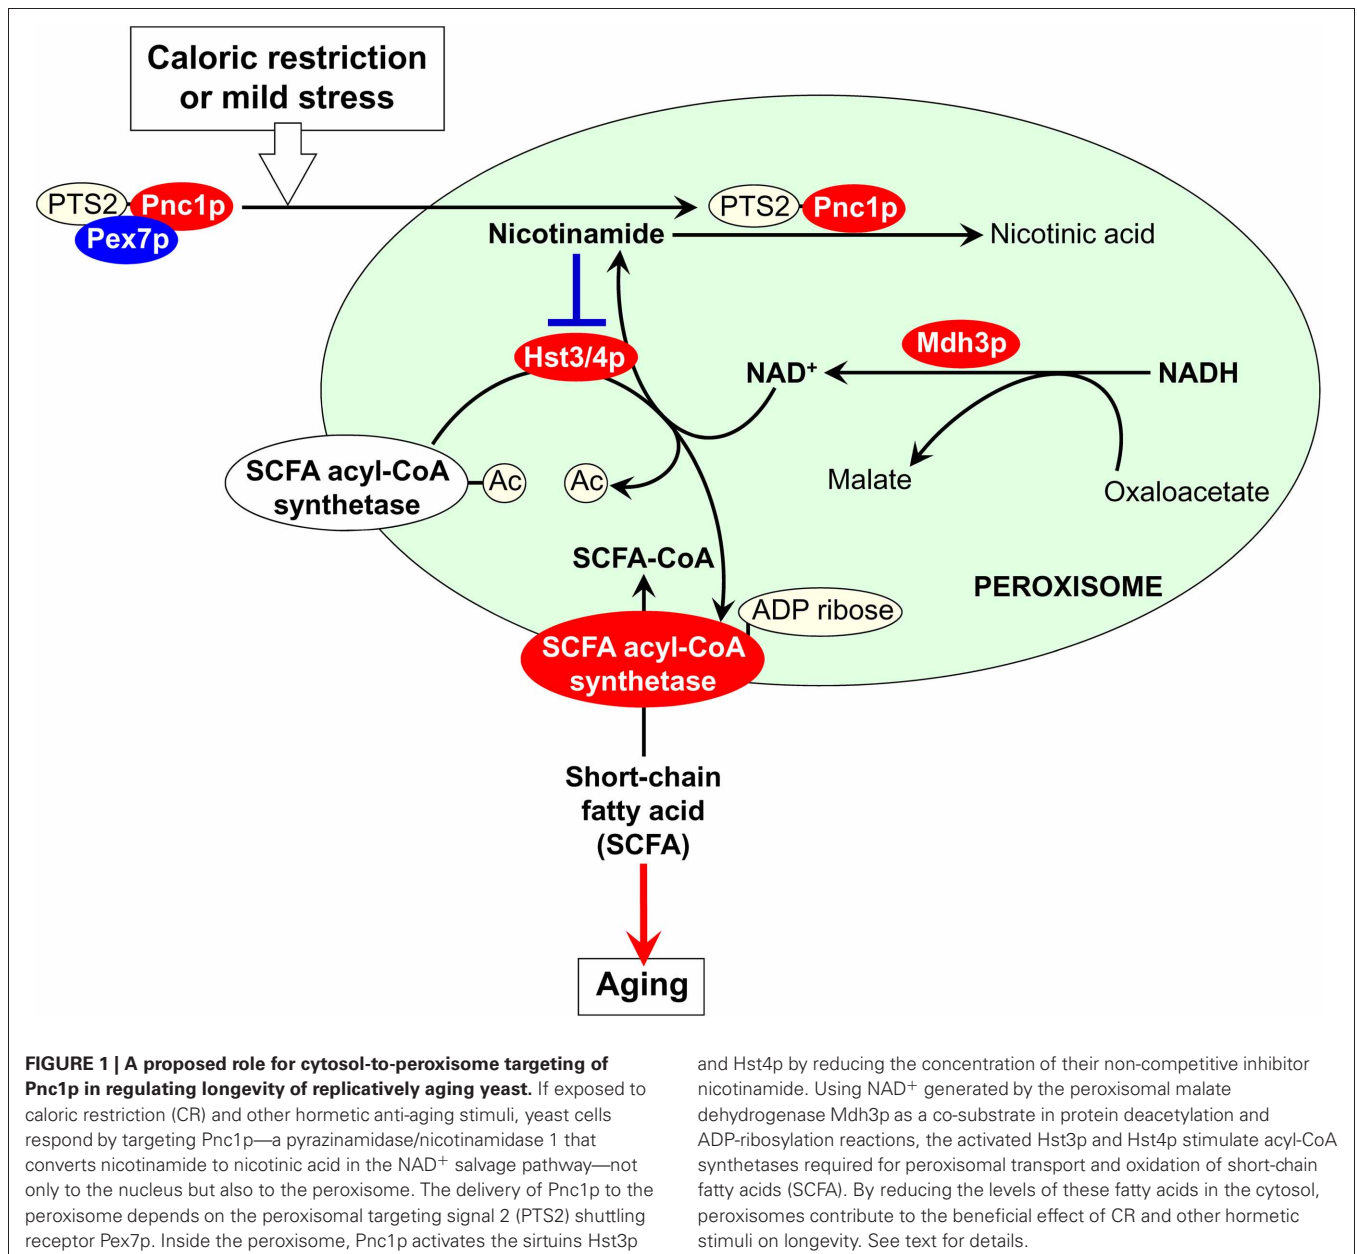 Caloric restriction
or mild stress
PTS2
Pnc1p
Pex7p
PTS2
Pnc1p
Nicotinamide
Nicotinic acid
Hst3/4p
Mdh3p
NAD+
NADH
SCFA acyl-CoA
synthetase
Ac
Ac
Malate
Oxaloacetate
SCFA-CoA
PEROXISOME
ADP ribose
SCFA acyl-CoA
synthetase
Short-chain
fatty acid
(SCFA)
Aging
FIGURE 1 | A proposed role for cytosol-to-peroxisome targeting of
Pnc1p in regulating longevity of replicatively aging yeast. If exposed to
caloric restriction (CR) and other hormetic anti-aging stimuli, yeast cells
respond by targeting Pnc1p—a pyrazinamidase/nicotinamidase 1 that
converts nicotinamide to nicotinic acid in the NAD+ salvage pathway—not
only to the nucleus but also to the peroxisome. The delivery of Pnc1p to the
peroxisome depends on the peroxisomal targeting signal 2 (PTS2) shuttling
receptor Pex7p. Inside the peroxisome, Pnc1p activates the sirtuins Hst3p
and Hst4p by reducing the concentration of their non-competitive inhibitor
nicotinamide. Using NAD+ generated by the peroxisomal malate
dehydrogenase Mdh3p as a co-substrate in protein deacetylation and
ADP-ribosylation reactions, the activated Hst3p and Hst4p stimulate acyl-CoA
synthetases required for peroxisomal transport and oxidation of short-chain
fatty acids (SCFA). By reducing the levels of these fatty acids in the cytosol,
peroxisomes contribute to the beneficial effect of CR and other hormetic
stimuli on longevity. See text for details.